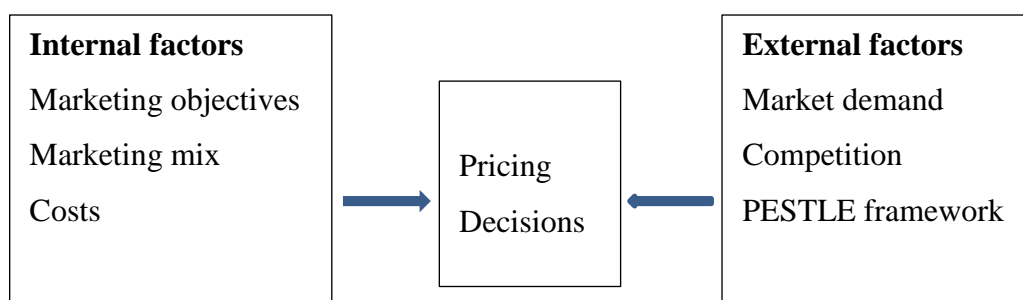 Internal factors
Marketing objectives
Marketing mix
Costs
Pricing
Decisions
External factors
Market demand
Competition
PESTLE framework